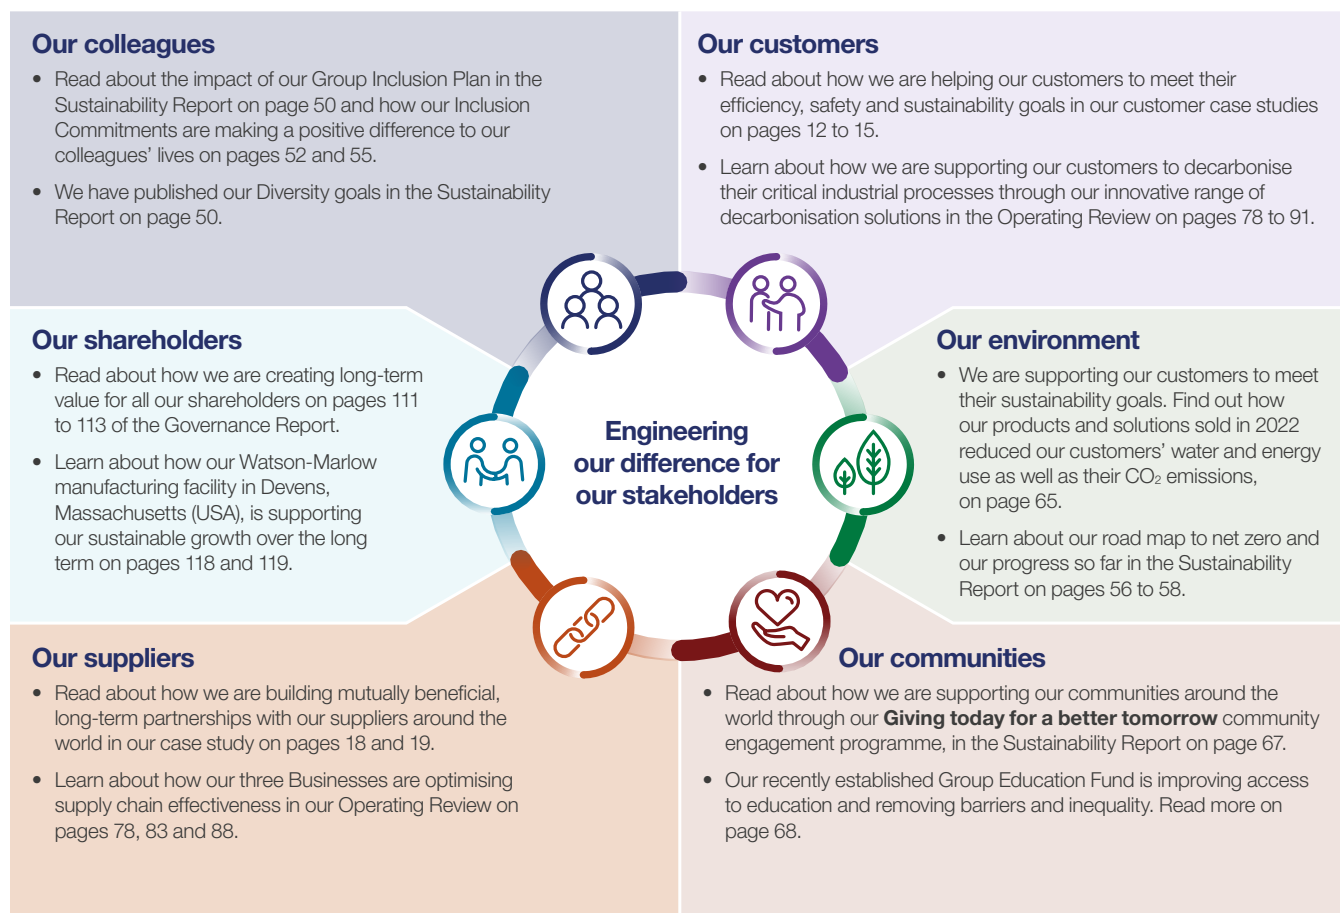 Our colleagues
• Read about the impact of our Group Inclusion Plan in the
Sustainability Report on page 50 and how our Inclusion
Commitments are making a positive difference to our
colleagues’ lives on pages 52 and 55.
• We have published our Diversity goals in the Sustainability
Report on page 50.
Our customers
• Read about how we are helping our customers to meet their
efficiency, safety and sustainability goals in our customer case studies
on pages 12 to 15.
• Learn about how we are supporting our customers to decarbonise
their critical industrial processes through our innovative range of
decarbonisation solutions in the Operating Review on pages 78 to 91.
Our shareholders
• Read about how we are creating long-term
value for all our shareholders on pages 111
to 113 of the Governance Report.
• Learn about how our Watson-Marlow
manufacturing facility in Devens,
Massachusetts (USA), is supporting
our sustainable growth over the long
term on pages 118 and 119.
Engineering
our difference for
our stakeholders
Our environment
• We are supporting our customers to meet
their sustainability goals. Find out how
our products and solutions sold in 2022
reduced our customers’ water and energy
use as well as their CO₂ emissions,
on page 65.
• Learn about our road map to net zero and
our progress so far in the Sustainability
Report on pages 56 to 58.
Our suppliers
• Read about how we are building mutually beneficial,
long-term partnerships with our suppliers around the
world in our case study on pages 18 and 19.
• Learn about how our three Businesses are optimising
supply chain effectiveness in our Operating Review on
pages 78, 83 and 88.
Our communities
• Read about how we are supporting our communities around the
world through our Giving today for a better tomorrow community
engagement programme, in the Sustainability Report on page 67.
• Our recently established Group Education Fund is improving access
to education and removing barriers and inequality. Read more on
page 68.